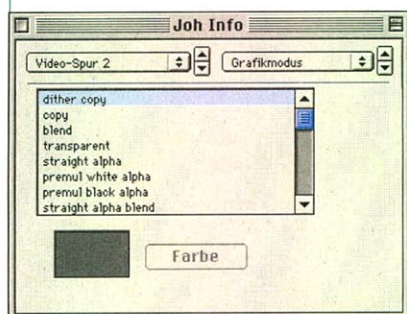 Joh Info
Video-Spur 2
Grafikmodus
dither copy
copy
blend
transparent
straight alpha
premul white alpha
premul black alpha
straight alpha blend
Farbe